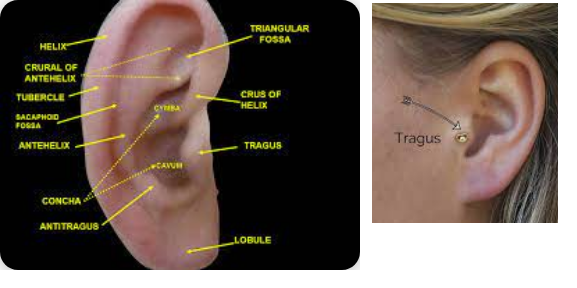 HELIX
TRIANGULAR
FOSSA
CRURAL OF
ANTEHELIX
TUBERCLE
CRUS OF
HELIX
CYMBA
SACAPHOID
FOSSA
ANTEHELIX
TRAGUS
CAVUM
CONCHA
ANTITRAGUS
LOBULE
Tragus